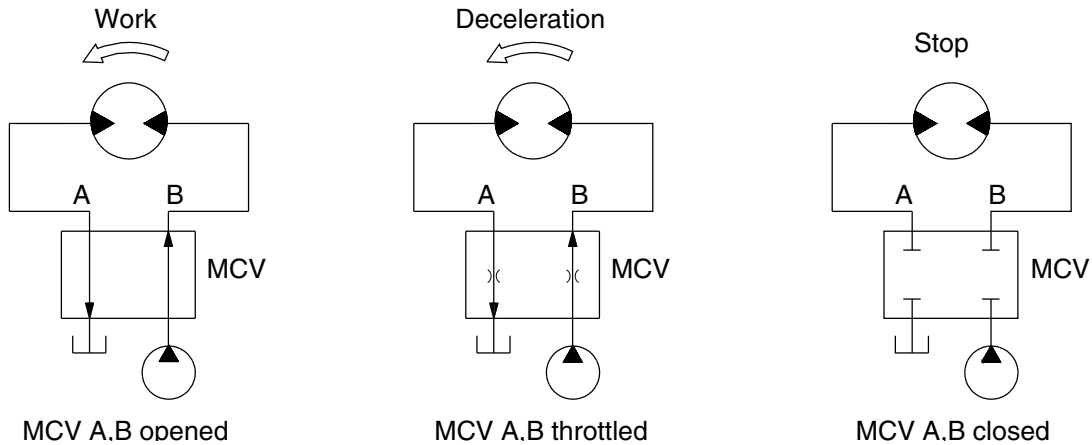 Work
A
B
MCV
MCV A,B opened
Deceleration
A
B
MCV
MCV A,B throttled
Stop
A
B
MCV
MCV A,B closed